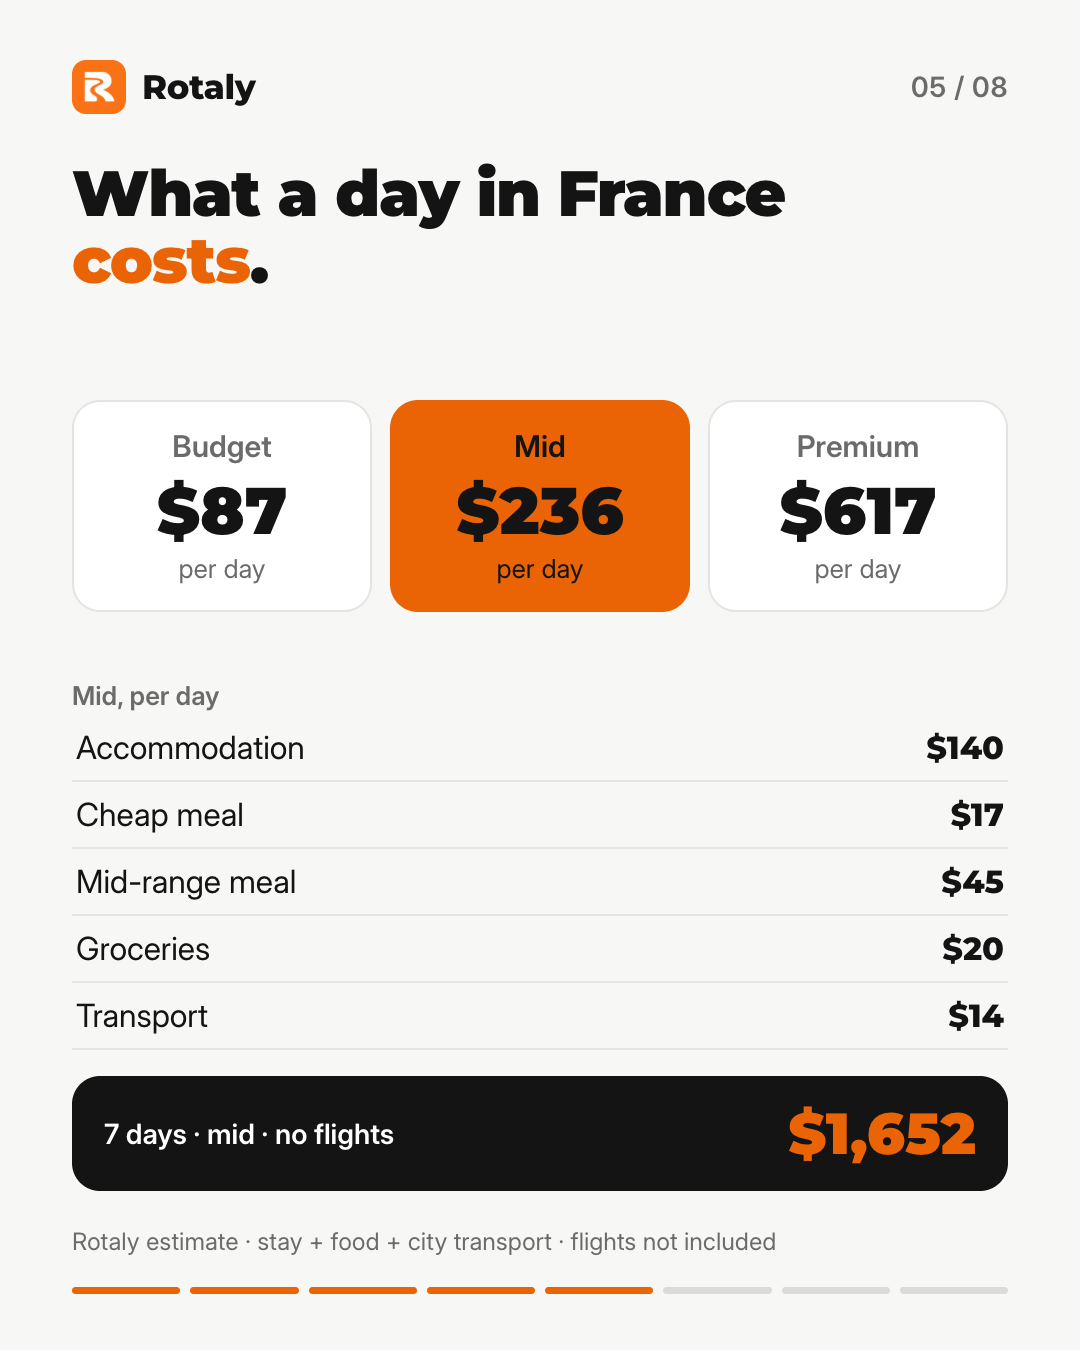 Rotaly
05 / 08
What a day in France
costs.
Budget
$87
per day
Mid
$236
per day
Premium
$617
per day
Mid, per day
Accommodation $140
Cheap meal $17
Mid-range meal $45
Groceries $20
Transport $14
7 days · mid · no flights $1,652
Rotaly estimate · stay + food + city transport · flights not included